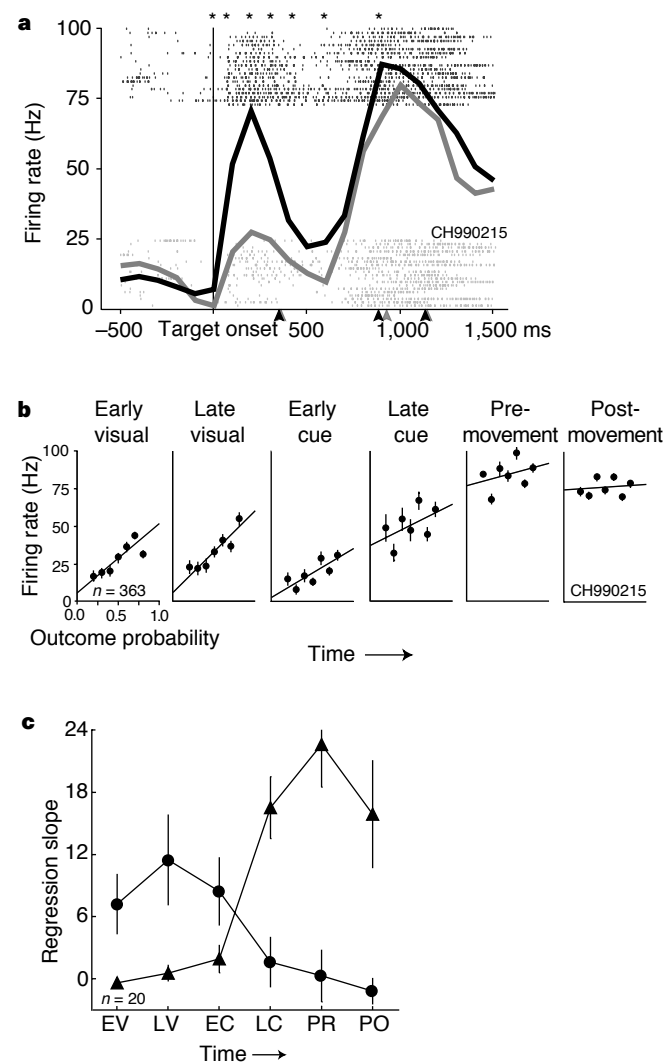 a
* * * * * * *
100
75
50
25
0
Firing rate (Hz)
CH990215
–500 Target onset 500 1,000 1,500 ms
b
Early visual
Late visual
Early cue
Late cue
Pre-movement
Post-movement
100
75
50
25
0
Firing rate (Hz)
n = 363
CH990215
0.0 0.5 1.0
Outcome probability
Time
c
24
18
12
6
0
Regression slope
n = 20
EV LV EC LC PR PO
Time